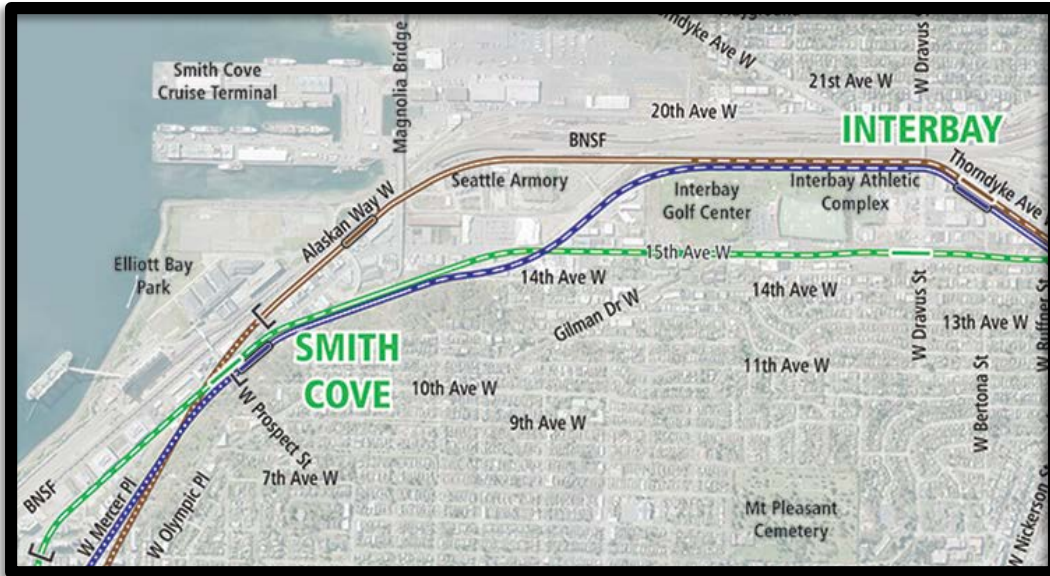 Thorndyke Ave W
W Dravus St
Smith Cove
Cruise Terminal
Magnolia Bridge
21st Ave W
20th Ave W
BNSF
INTERBAY
Thorndyke Ave
Seattle Armory
Interbay
Golf Center
Interbay Athletic
Complex
Alaskan Way W
Elliott Bay
Park
15th Ave W
14th Ave W
14th Ave W
Gilman Dr W
W Dravus St
13th Ave W
W Ruffner St
SMITH
COVE
11th Ave W
10th Ave W
9th Ave W
W Bertona St
W Prospect St
7th Ave W
BNSF
W Mercer Pl
W Olympic Pl
Mt Pleasant
Cemetery
W Nickerson St